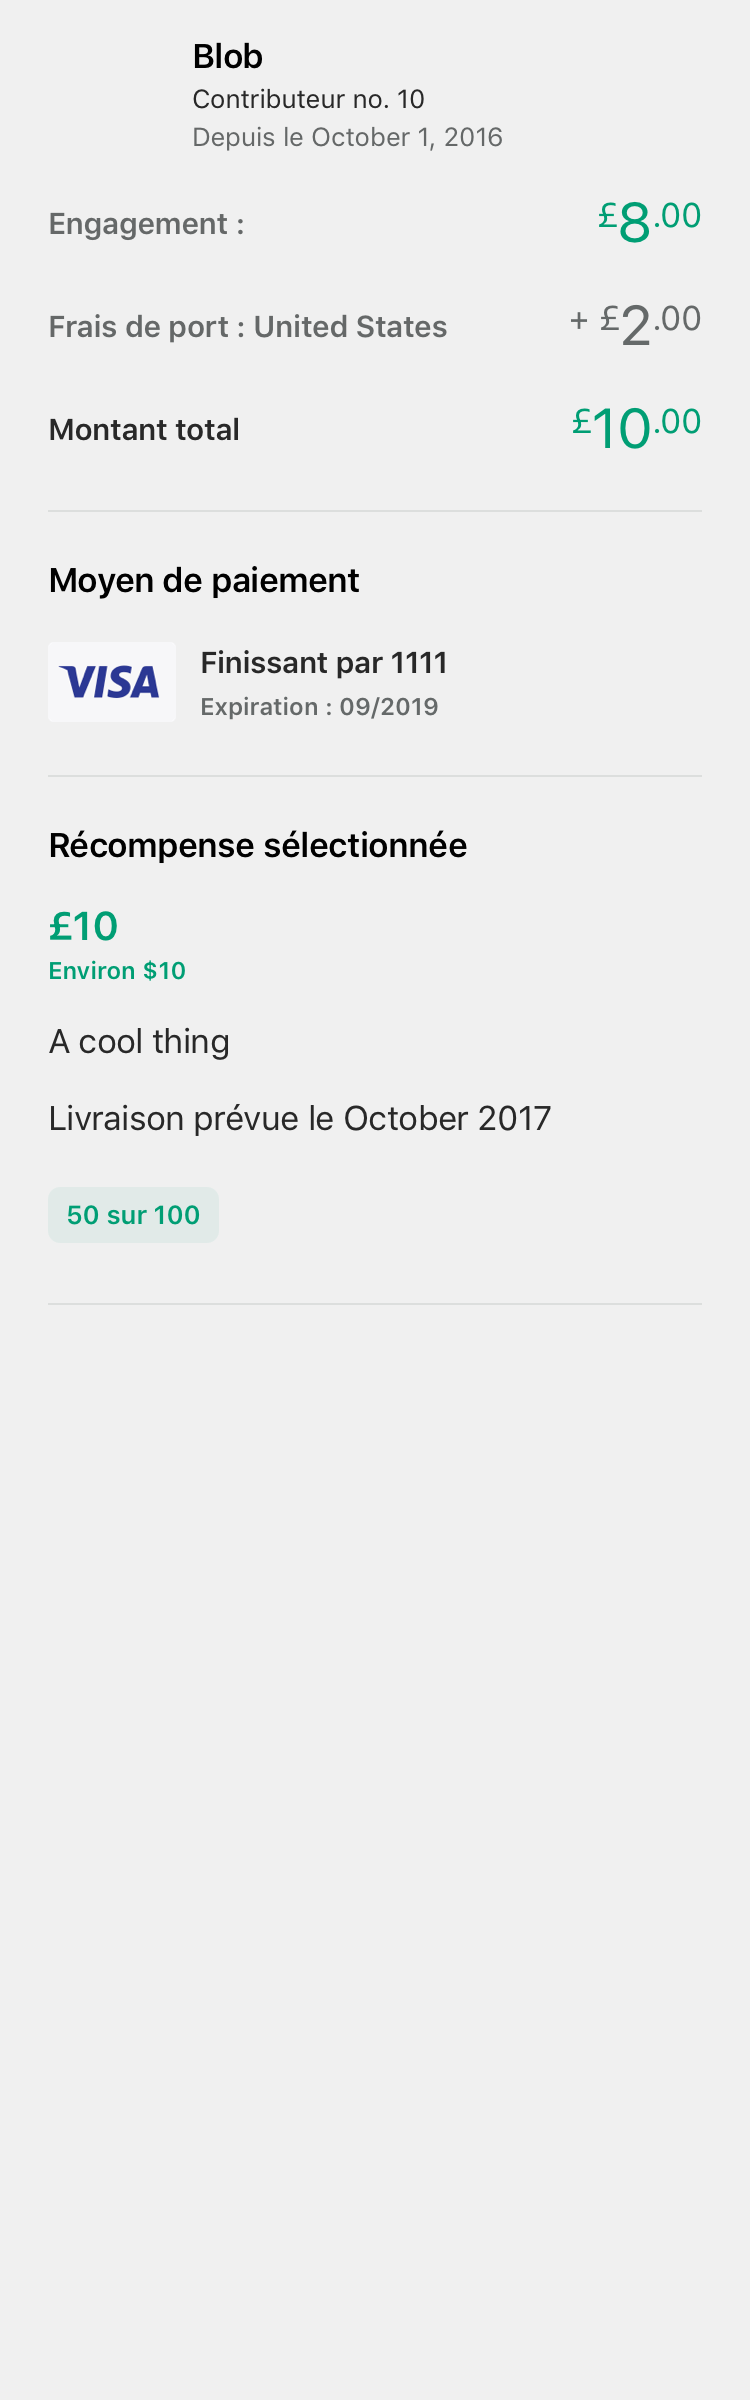 Blob
Contributeur no. 10
Depuis le October 1, 2016
Engagement : £8.00
Frais de port : United States + £2.00
Montant total £10.00
Moyen de paiement
VISA
Finissant par 1111
Expiration : 09/2019
Récompense sélectionnée
£10
Environ $10
A cool thing
Livraison prévue le October 2017
50 sur 100